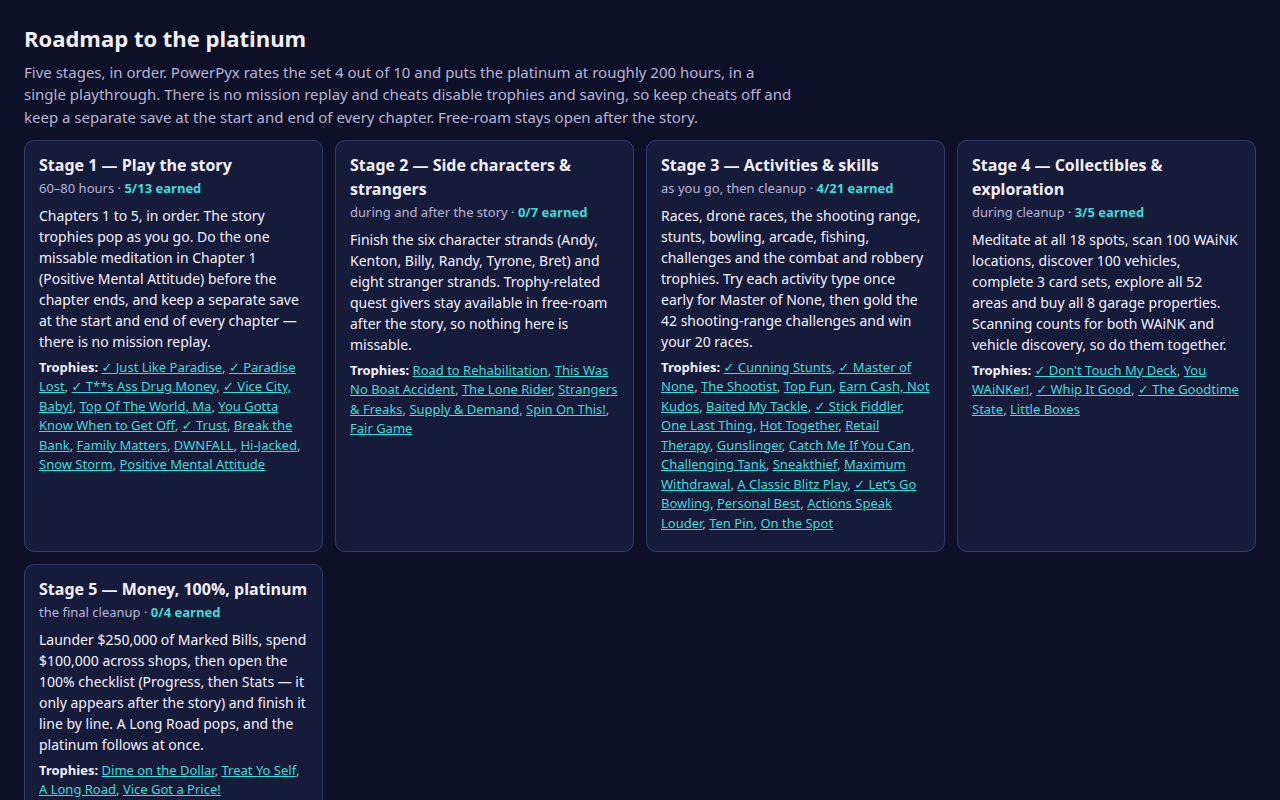 Roadmap to the platinum
Five stages, in order. PowerPyx rates the set 4 out of 10 and puts the platinum at roughly 200 hours, in a
single playthrough. There is no mission replay and cheats disable trophies and saving, so keep cheats off and
keep a separate save at the start and end of every chapter. Free-roam stays open after the story.
Stage 1 — Play the story
60–80 hours · 5/13 earned
Chapters 1 to 5, in order. The story
trophies pop as you go. Do the one
missable meditation in Chapter 1
(Positive Mental Attitude) before the
chapter ends, and keep a separate save
at the start and end of every chapter —
there is no mission replay.
Trophies: ✓ Just Like Paradise, ✓ Paradise
Lost, ✓ T**s Ass Drug Money, ✓ Vice City,
Baby!, Top Of The World, Ma, You Gotta
Know When to Get Off, ✓ Trust, Break the
Bank, Family Matters, DWNFALL, Hi-Jacked,
Snow Storm, Positive Mental Attitude
Stage 2 — Side characters &
strangers
during and after the story · 0/7 earned
Finish the six character strands (Andy,
Kenton, Billy, Randy, Tyrone, Bret) and
eight stranger strands. Trophy-related
quest givers stay available in free-roam
after the story, so nothing here is
missable.
Trophies: Road to Rehabilitation, This Was
No Boat Accident, The Lone Rider, Strangers
& Freaks, Supply & Demand, Spin On This!,
Fair Game
Stage 3 — Activities & skills
as you go, then cleanup · 4/21 earned
Races, drone races, the shooting range,
stunts, bowling, arcade, fishing,
challenges and the combat and robbery
trophies. Try each activity type once
early for Master of None, then gold the
42 shooting-range challenges and win
your 20 races.
Trophies: ✓ Cunning Stunts, ✓ Master of
None, The Shootist, Top Fun, Earn Cash, Not
Kudos, Baited My Tackle, ✓ Stick Fiddler,
One Last Thing, Hot Together, Retail
Therapy, Gunslinger, Catch Me If You Can,
Challenging Tank, Sneakthief, Maximum
Withdrawal, A Classic Blitz Play, ✓ Let’s Go
Bowling, Personal Best, Actions Speak
Louder, Ten Pin, On the Spot
Stage 4 — Collectibles &
exploration
during cleanup · 3/5 earned
Meditate at all 18 spots, scan 100 WAiNK
locations, discover 100 vehicles,
complete 3 card sets, explore all 52
areas and buy all 8 garage properties.
Scanning counts for both WAiNK and
vehicle discovery, so do them together.
Trophies: ✓ Don't Touch My Deck, You
WAiNKer!, ✓ Whip It Good, ✓ The Goodtime
State, Little Boxes
Stage 5 — Money, 100%, platinum
the final cleanup · 0/4 earned
Launder $250,000 of Marked Bills, spend
$100,000 across shops, then open the
100% checklist (Progress, then Stats — it
only appears after the story) and finish it
line by line. A Long Road pops, and the
platinum follows at once.
Trophies: Dime on the Dollar, Treat Yo Self,
A Long Road, Vice Got a Price!